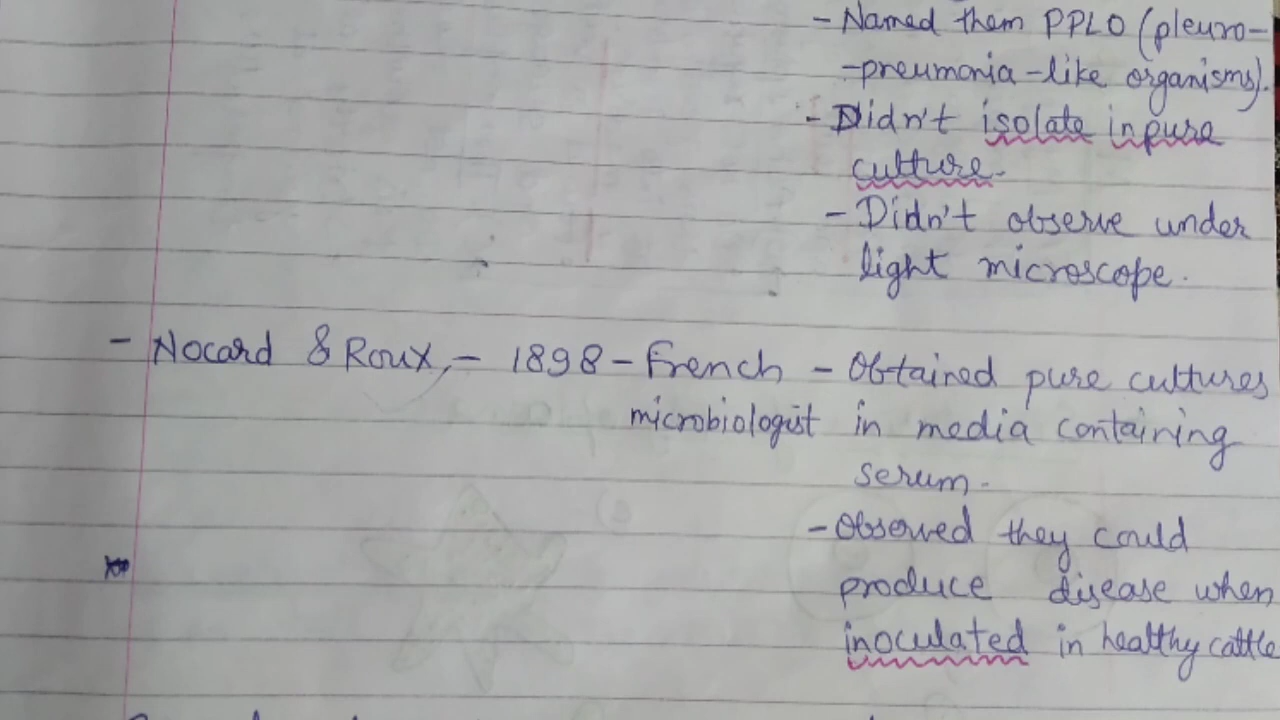 - Named them PPLO (pleuro-
-pneumonia-like organisms).
- Didn't isolate in pure
culture.
- Didn't observe under
light microscope.
- Nocard & Roux, - 1898 - French - Obtained pure cultures
microbiologist in media containing
serum.
- Observed they could
produce disease when
inoculated in healthy cattle